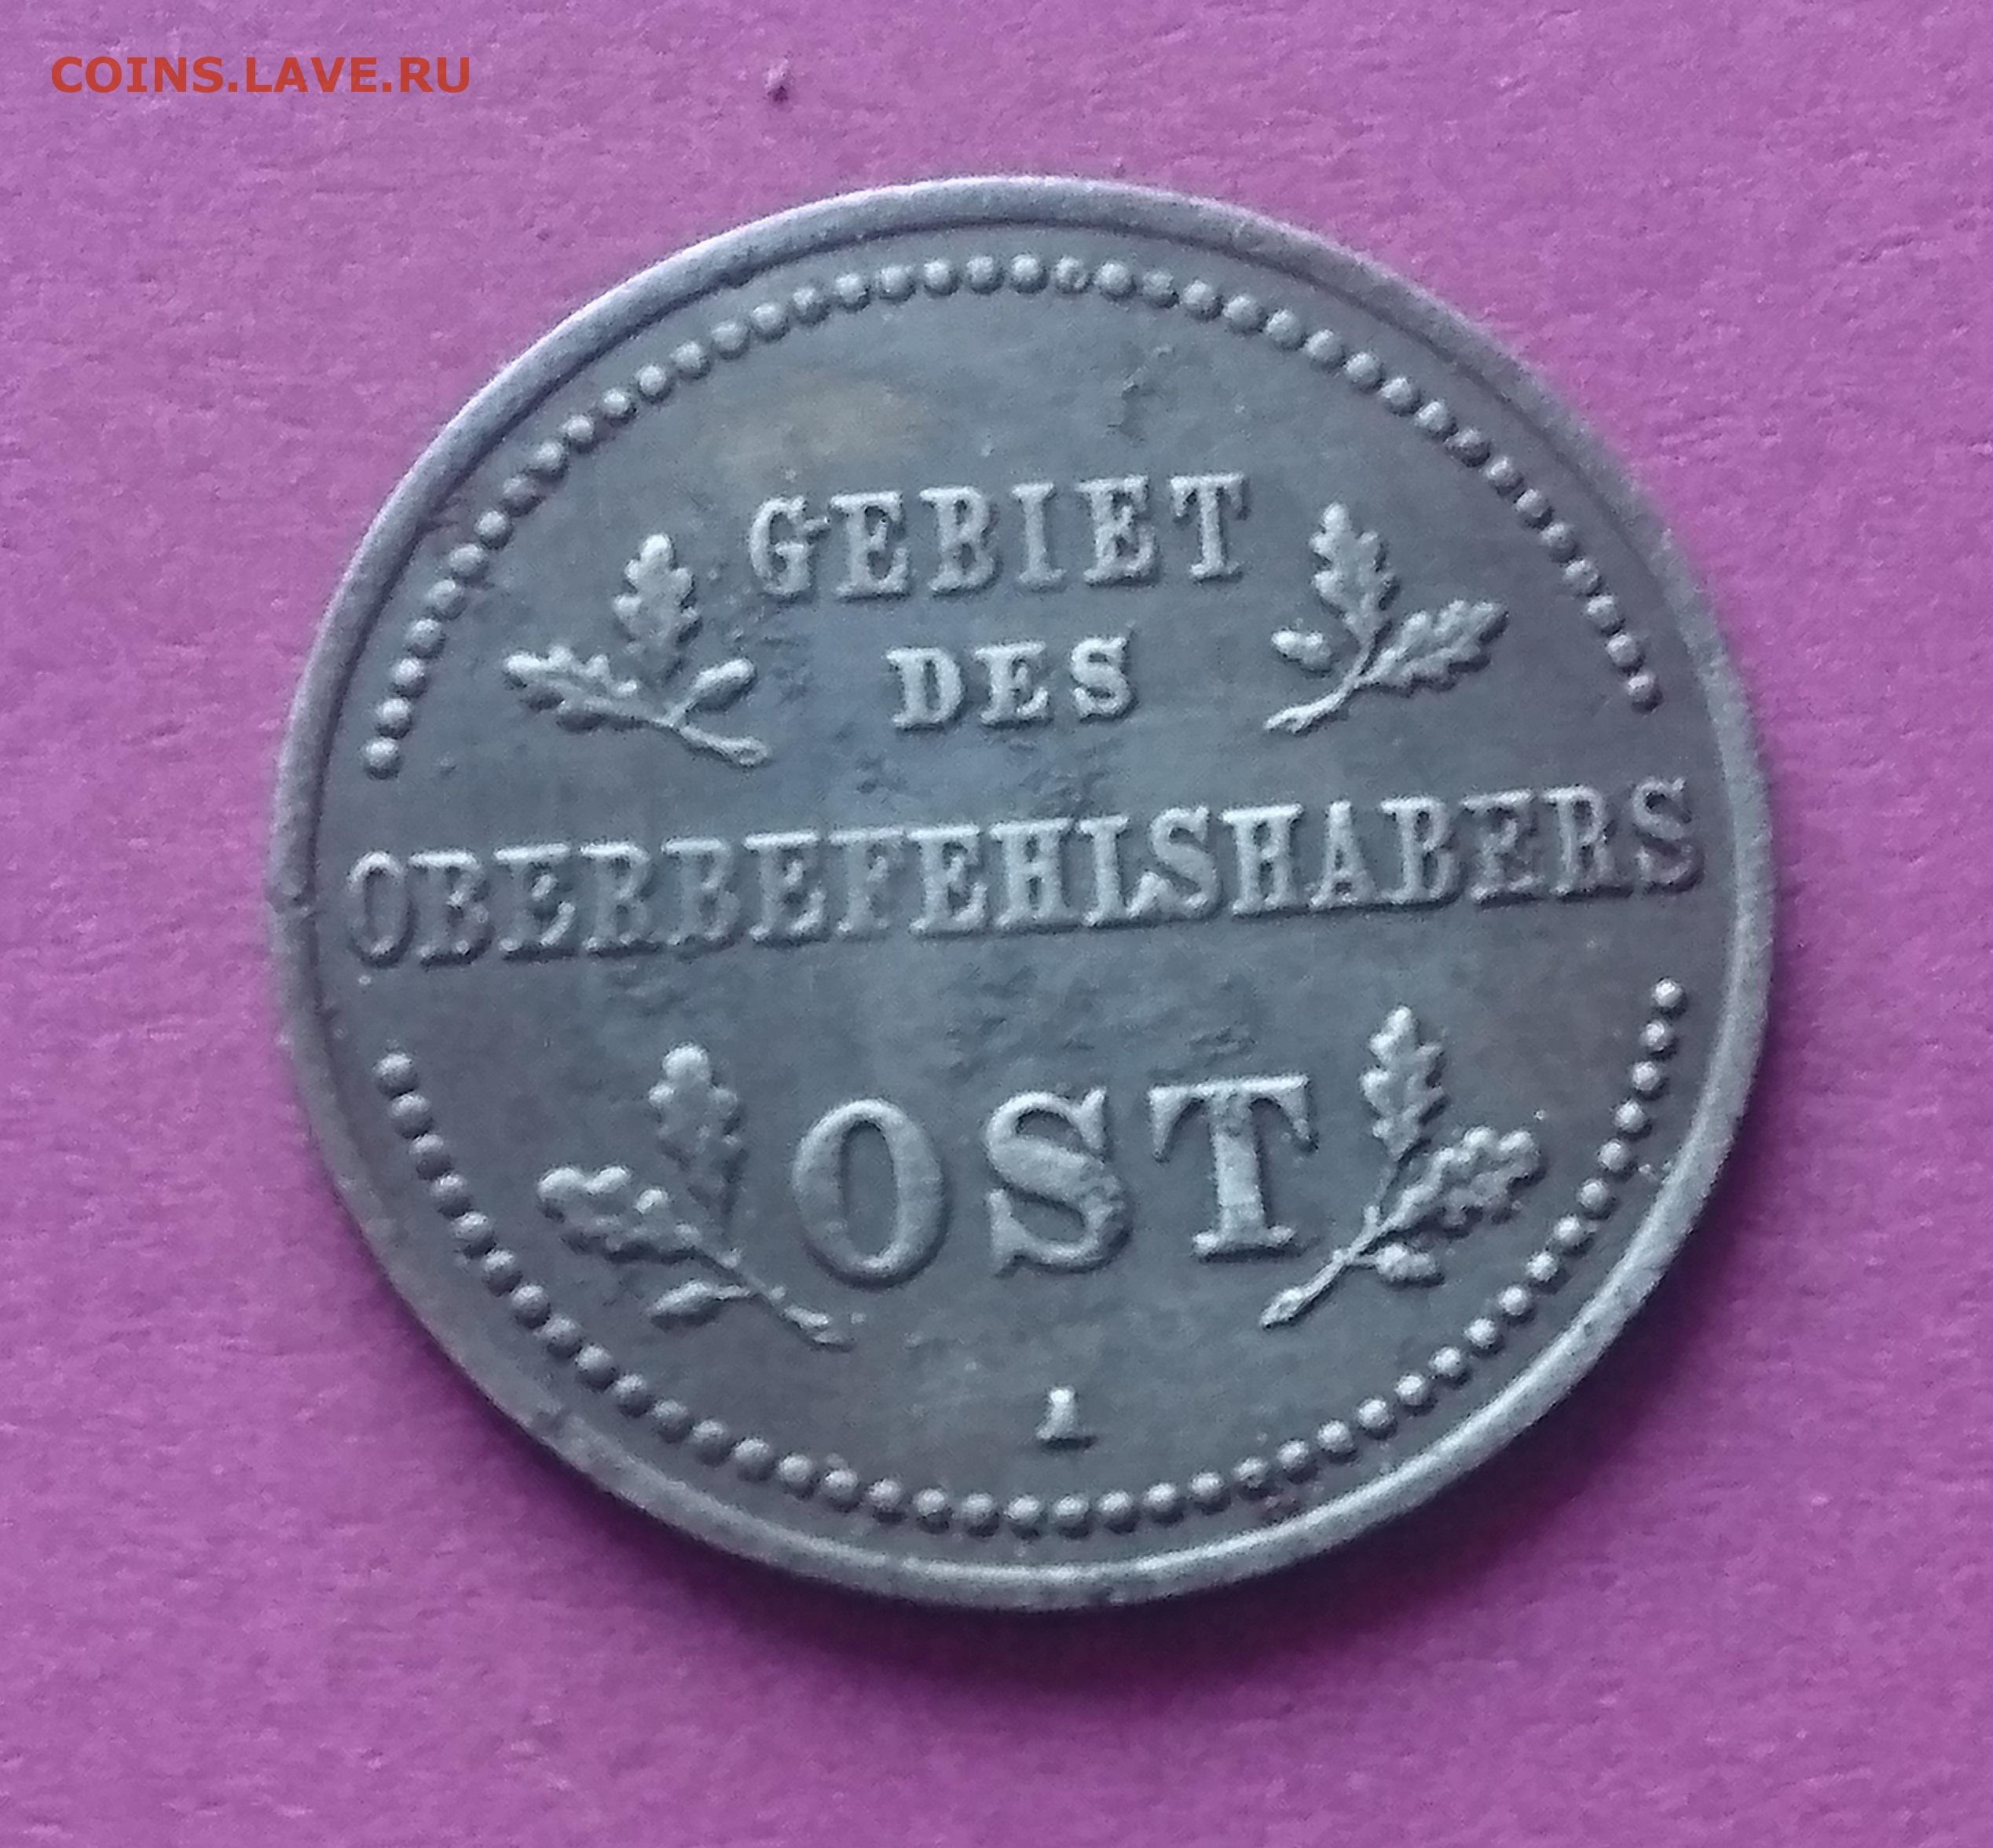 COINS.LAVE.RU
GEBIET
DES
OBERBEFEHLSHABERS
OST
A